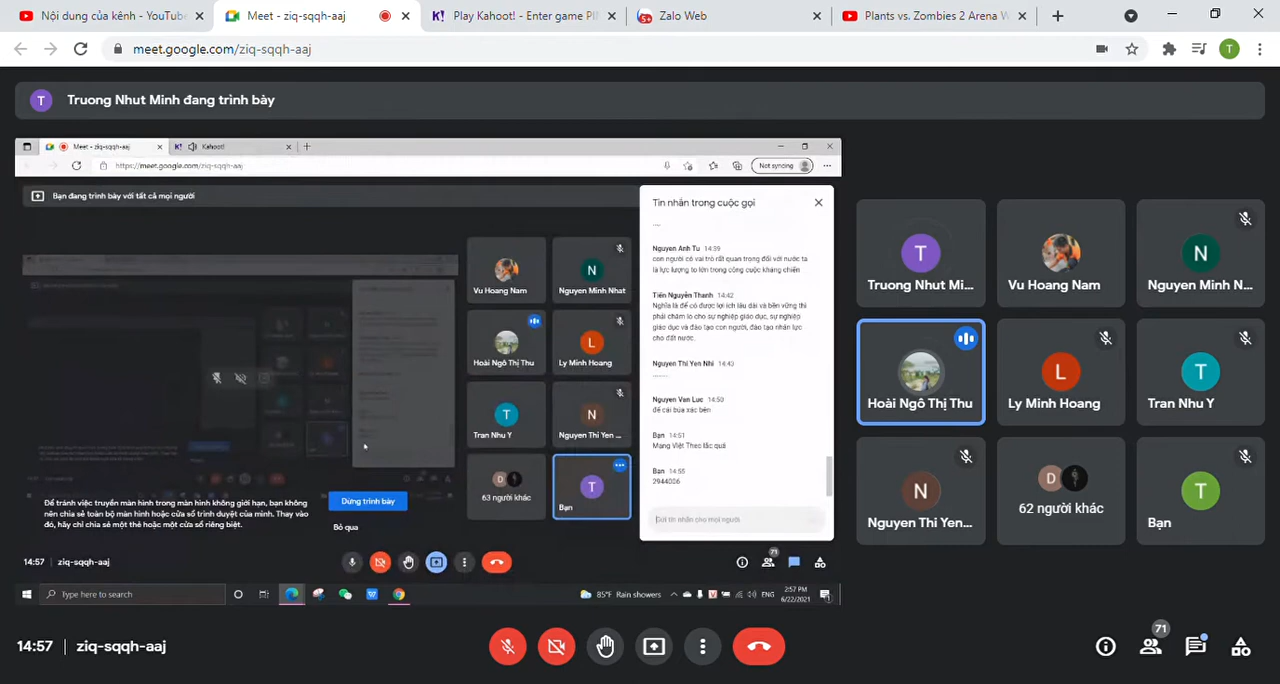 Nội dung của kênh - YouTube
Meet - ziq-sqqh-aaj
Play Kahoot! - Enter game PIN
Zalo Web
Plants vs. Zombies 2 Arena W
meet.google.com/ziq-sqqh-aaj
T
T Truong Nhut Minh đang trình bày
Meet - ziq-sqqh-aaj
K! Kahoot!
https://meet.google.com/ziq-sqqh-aaj
Not syncing
Bạn đang trình bày với tất cả mọi người
Tin nhắn trong cuộc gọi
....
Nguyen Anh Tu 14:39
con người có vai trò rất quan trọng đối với nước ta
là lực lượng to lớn trong công cuộc kháng chiến
Tiến Nguyễn Thanh 14:42
Nghĩa là để có được lợi ích lâu dài và bền vững thì
phải chăm lo cho sự nghiệp giáo dục, sự nghiệp
giáo dục và đào tạo con người, đào tạo nhân lực
cho đất nước.
Nguyen Thi Yen Nhi 14:43
Nguyen Van Luc 14:50
để cái búa xác bên
Bạn 14:51
Mạng Việt Theo lắc quá
Bạn 14:55
2944006
Gửi tin nhắn cho mọi người
Vu Hoang Nam
N
Nguyen Minh Nhat
Hoài Ngô Thị Thu
L
Ly Minh Hoang
T
Tran Nhu Y
N
Nguyen Thi Yen ...
D
63 người khác
T
Bạn
Để tránh việc truyền màn hình trong màn hình không giới hạn, bạn không
nên chia sẻ toàn bộ màn hình hoặc cửa sổ trình duyệt của mình. Thay vào
đó, hãy chỉ chia sẻ một thẻ hoặc một cửa sổ riêng biệt.
Dừng trình bày
Bỏ qua
14:57 ziq-sqqh-aaj
71
Type here to search
85°F Rain showers
ENG
2:57 PM
6/22/2021
T
Truong Nhut Mi...
Vu Hoang Nam
N
Nguyen Minh N...
Hoài Ngô Thị Thu
L
Ly Minh Hoang
T
Tran Nhu Y
N
Nguyen Thi Yen...
D
62 người khác
T
Bạn
14:57 | ziq-sqqh-aaj
71